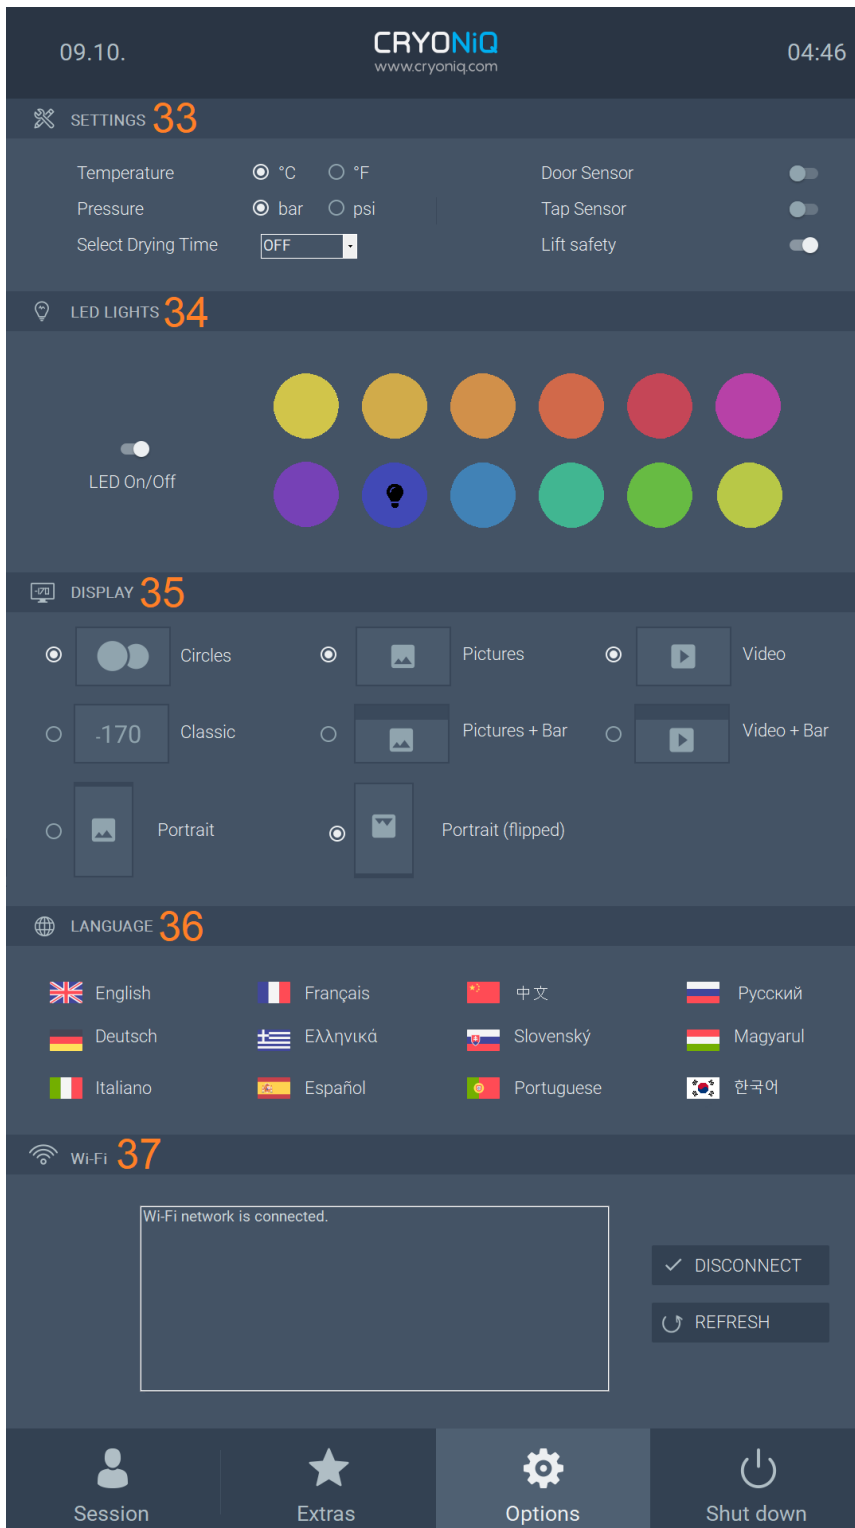 09.10.
CRYONiQ
04:46
www.cryoniq.com
SETTINGS 33
Temperature °C °F Door Sensor
Pressure bar psi Tap Sensor
Select Drying Time OFF Lift safety
LED LIGHTS 34
LED On/Off
-170 DISPLAY 35
Circles Pictures Video
-170 Classic Pictures + Bar Video + Bar
Portrait Portrait (flipped)
LANGUAGE 36
English Français 中文 Русский
Deutsch Ελληνικά Slovenský Magyarul
Italiano Español Portuguese 한국어
Wi-Fi 37
Wi-Fi network is connected.
DISCONNECT
REFRESH
Session Extras Options Shut down